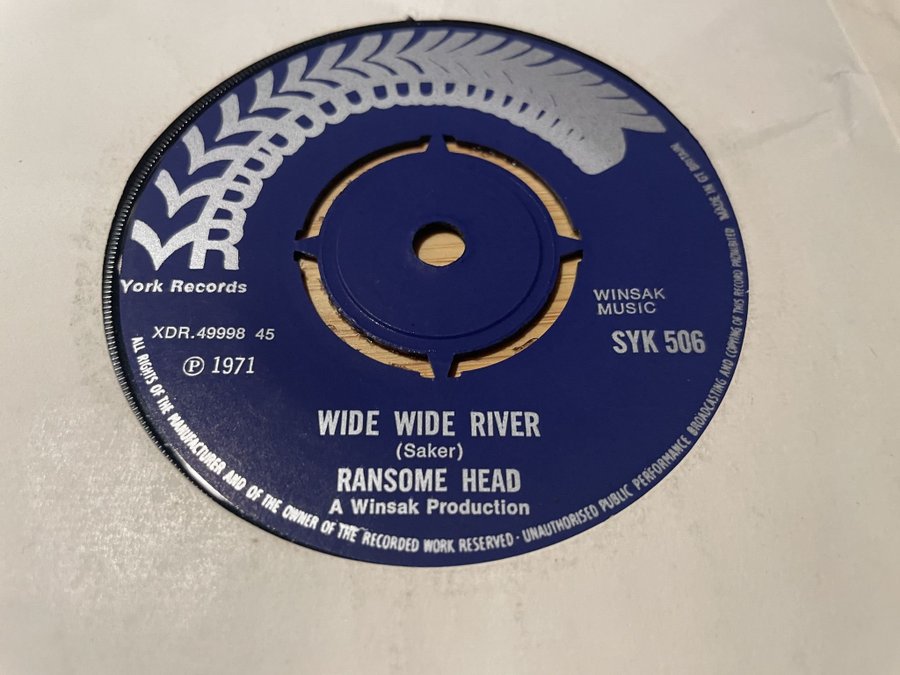 YR
York Records
XDR.49998 45
Ⓟ 1971
WINSAK
MUSIC
SYK 506
WIDE WIDE RIVER
(Saker)
RANSOME HEAD
A Winsak Production
ALL RIGHTS OF THE MANUFACTURER AND OF THE OWNER OF THE RECORDED WORK RESERVED · UNAUTHORISED PUBLIC PERFORMANCE BROADCASTING AND COPYING OF THIS RECORD PROHIBITED MADE IN GT BRITAIN